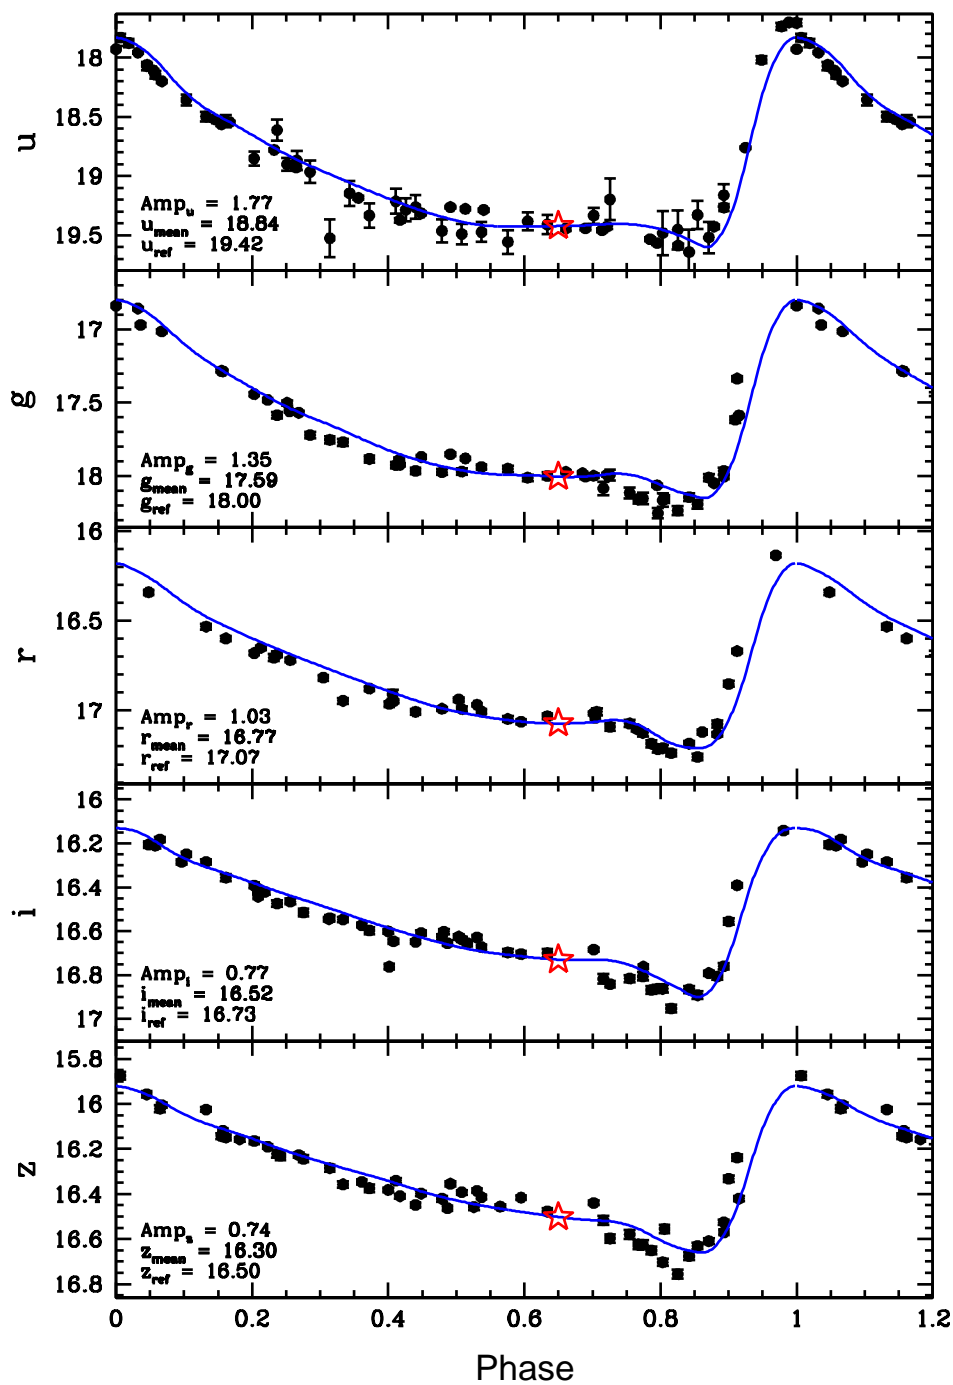 18
18.5
19
19.5
u
Amp_u = 1.77
u_mean = 18.84
u_ref = 19.42
17
17.5
18
g
Amp_g = 1.35
g_mean = 17.59
g_ref = 18.00
16
16.5
17
r
Amp_r = 1.03
r_mean = 16.77
r_ref = 17.07
16
16.2
16.4
16.6
16.8
17
i
Amp_i = 0.77
i_mean = 16.52
i_ref = 16.73
15.8
16
16.2
16.4
16.6
16.8
z
Amp_z = 0.74
z_mean = 16.30
z_ref = 16.50
0 0.2 0.4 0.6 0.8 1 1.2
Phase